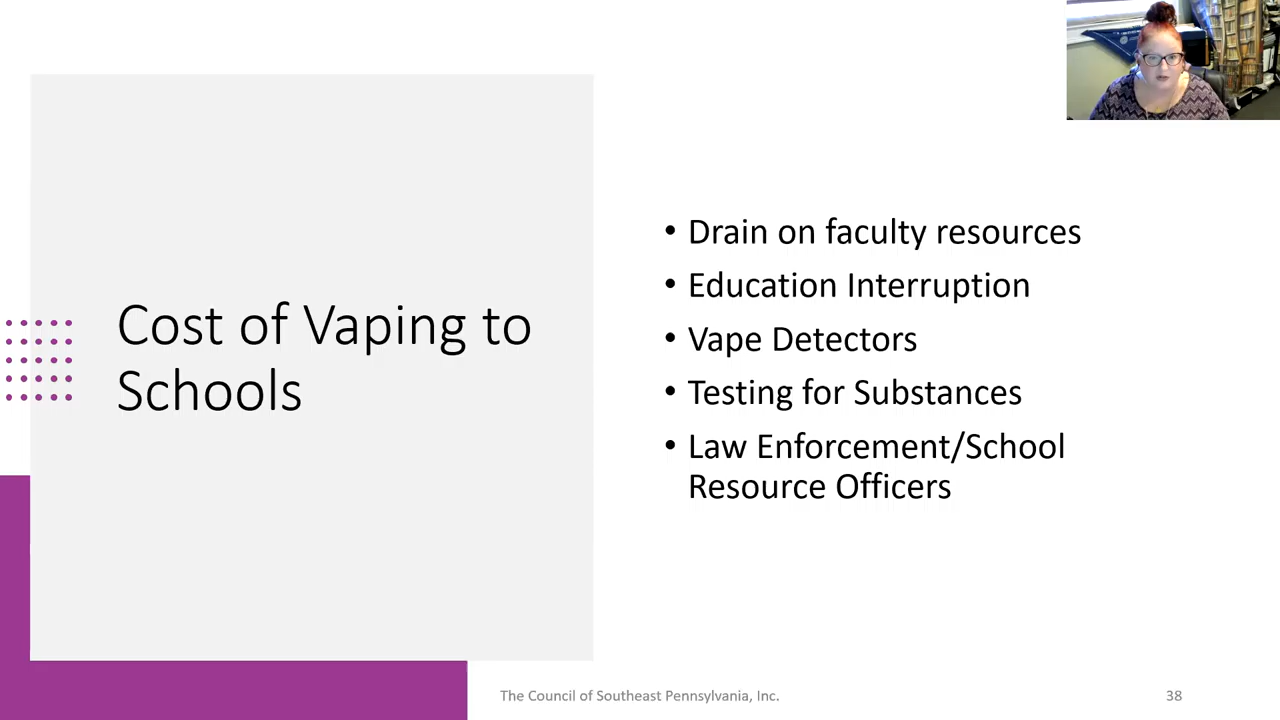 Cost of Vaping to
Schools
• Drain on faculty resources
• Education Interruption
• Vape Detectors
• Testing for Substances
• Law Enforcement/School
Resource Officers
The Council of Southeast Pennsylvania, Inc.
38